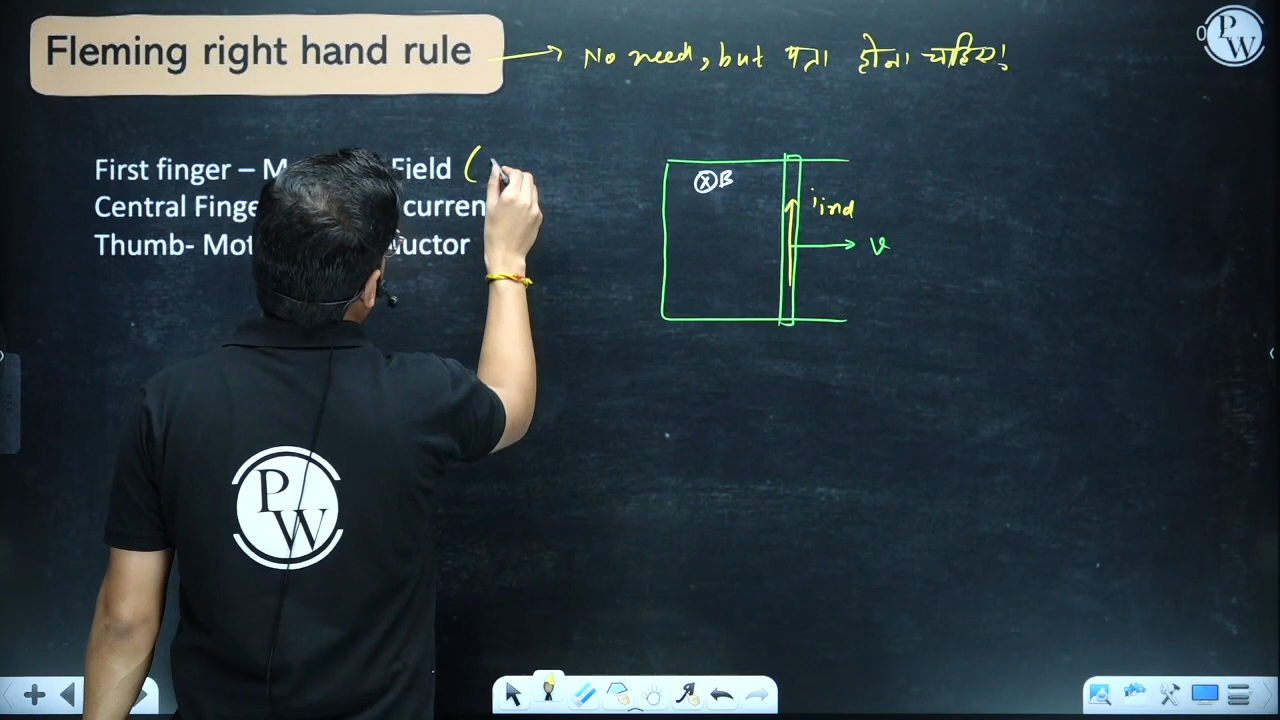 Fleming right hand rule
No need, but पता होना चाहिए!
First finger – M Field (
Central Finge curren
Thumb- Mot uctor
B
i ind
v
PW
PW